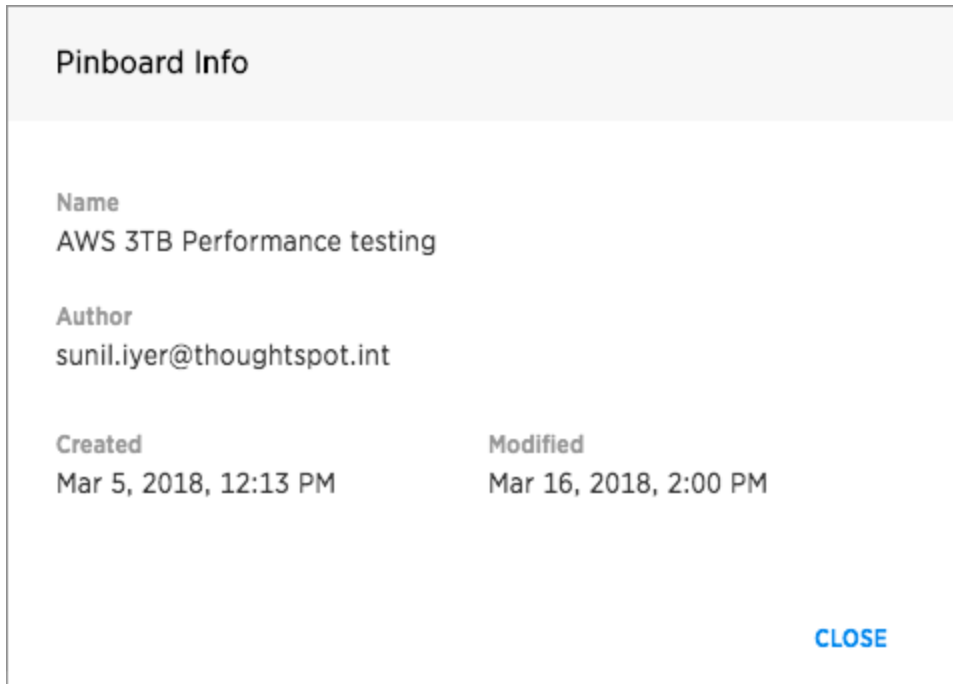 Pinboard Info
Name
AWS 3TB Performance testing
Author
sunil.iyer@thoughtspot.int
Created
Mar 5, 2018, 12:13 PM
Modified
Mar 16, 2018, 2:00 PM
CLOSE